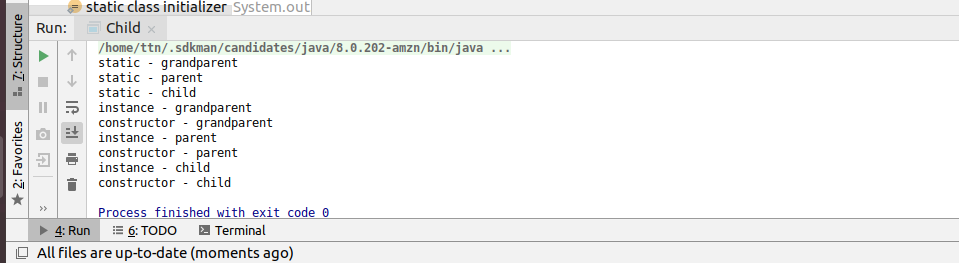 static class initializer System.out
Run: Child
/home/ttn/.sdkman/candidates/java/8.0.202-amzn/bin/java ...
static - grandparent
static - parent
static - child
instance - grandparent
constructor - grandparent
instance - parent
constructor - parent
instance - child
constructor - child
Process finished with exit code 0
7: Structure
2: Favorites
4: Run 6: TODO Terminal
All files are up-to-date (moments ago)